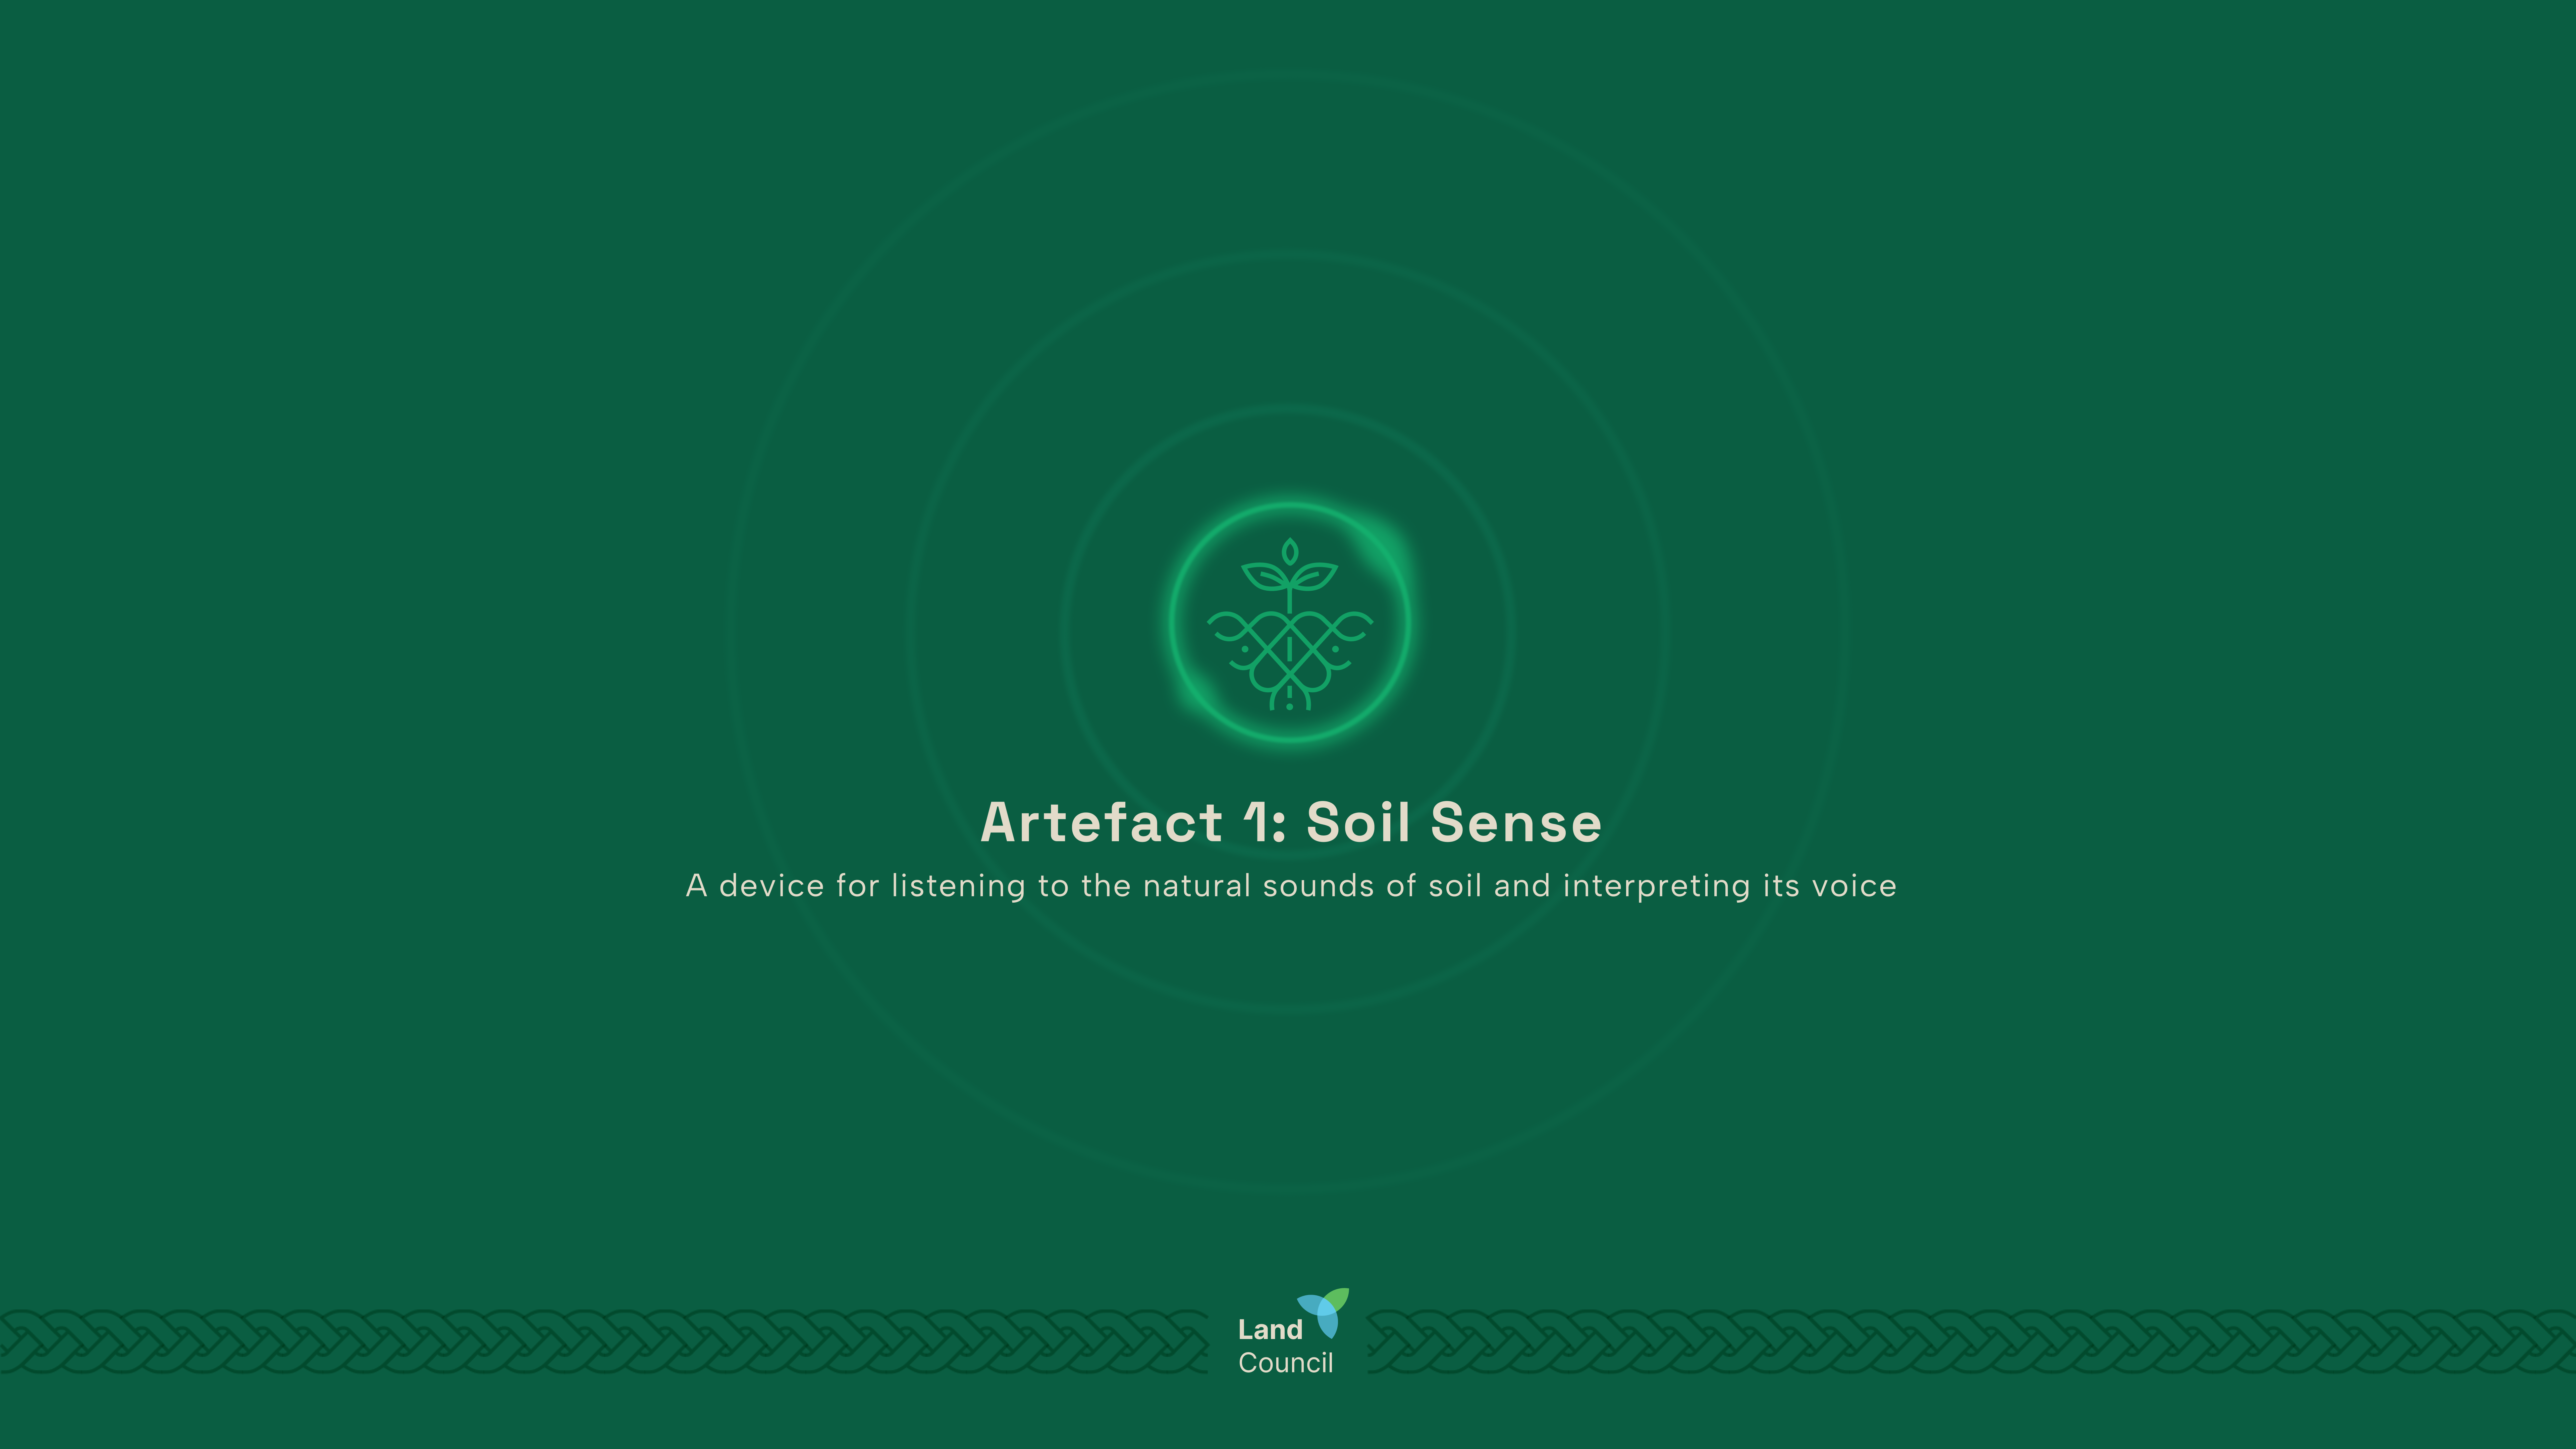 Artefact 1: Soil Sense
A device for listening to the natural sounds of soil and interpreting its voice
Land
Council